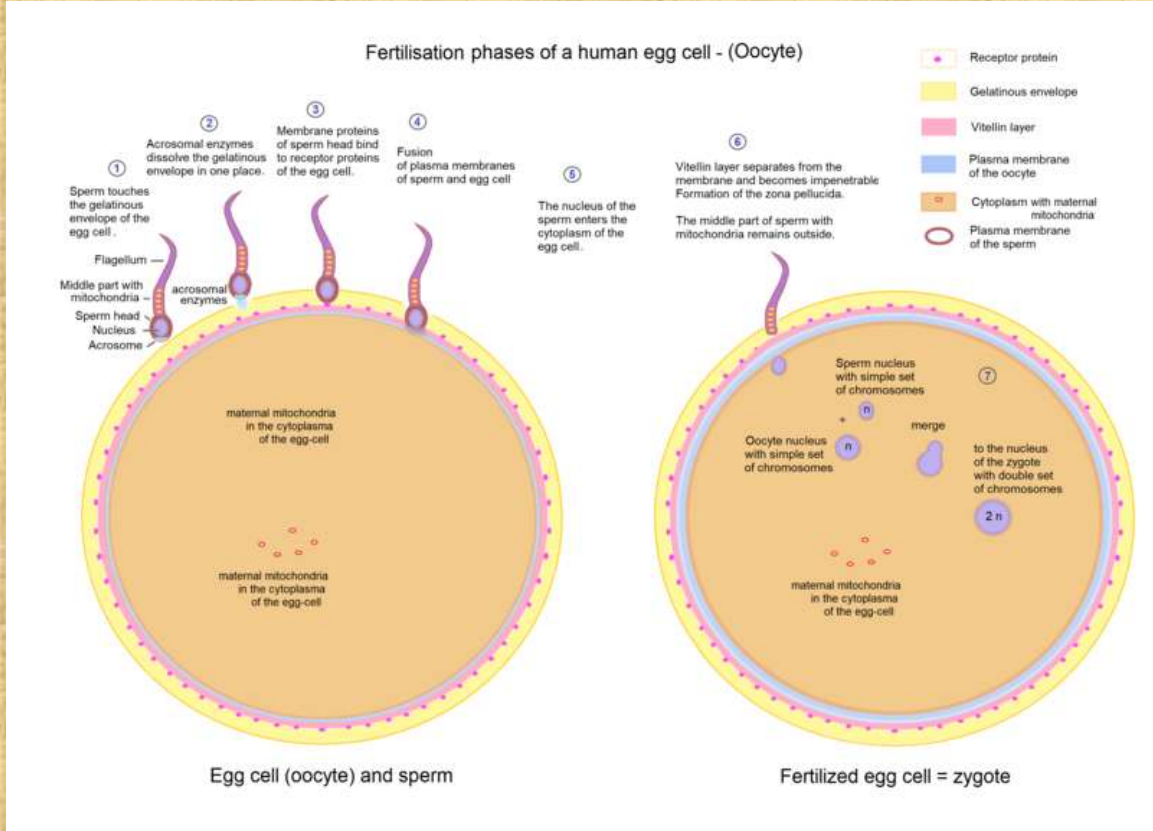 Fertilisation phases of a human egg cell - (Oocyte)
1
Sperm touches
the gelatinous
envelope of the
egg cell .
2
Acrosomal enzymes
dissolve the gelatinous
envelope in one place.
3
Membrane proteins
of sperm head bind
to receptor proteins
of the egg cell.
4
Fusion
of plasma membranes
of sperm and egg cell
5
The nucleus of the
sperm enters the
cytoplasm of the
egg cell.
6
Vitellin layer separates from the
membrane and becomes impenetrable
Formation of the zona pellucida.
The middle part of sperm with
mitochondria remains outside.
Receptor protein
Gelatinous envelope
Vitellin layer
Plasma membrane
of the oocyte
Cytoplasm with maternal
mitochondria
Plasma membrane
of the sperm
Flagellum
Middle part with
mitochondria
Sperm head
Nucleus
Acrosome
acrosomal
enzymes
maternal mitochondria
in the cytoplasma
of the egg-cell
maternal mitochondria
in the cytoplasma
of the egg-cell
Egg cell (oocyte) and sperm
Sperm nucleus
with simple set
of chromosomes
7
n
+
n
Oocyte nucleus
with simple set
of chromosomes
merge
to the nucleus
of the zygote
with double set
of chromosomes
2 n
maternal mitochondria
in the cytoplasma
of the egg-cell
Fertilized egg cell = zygote